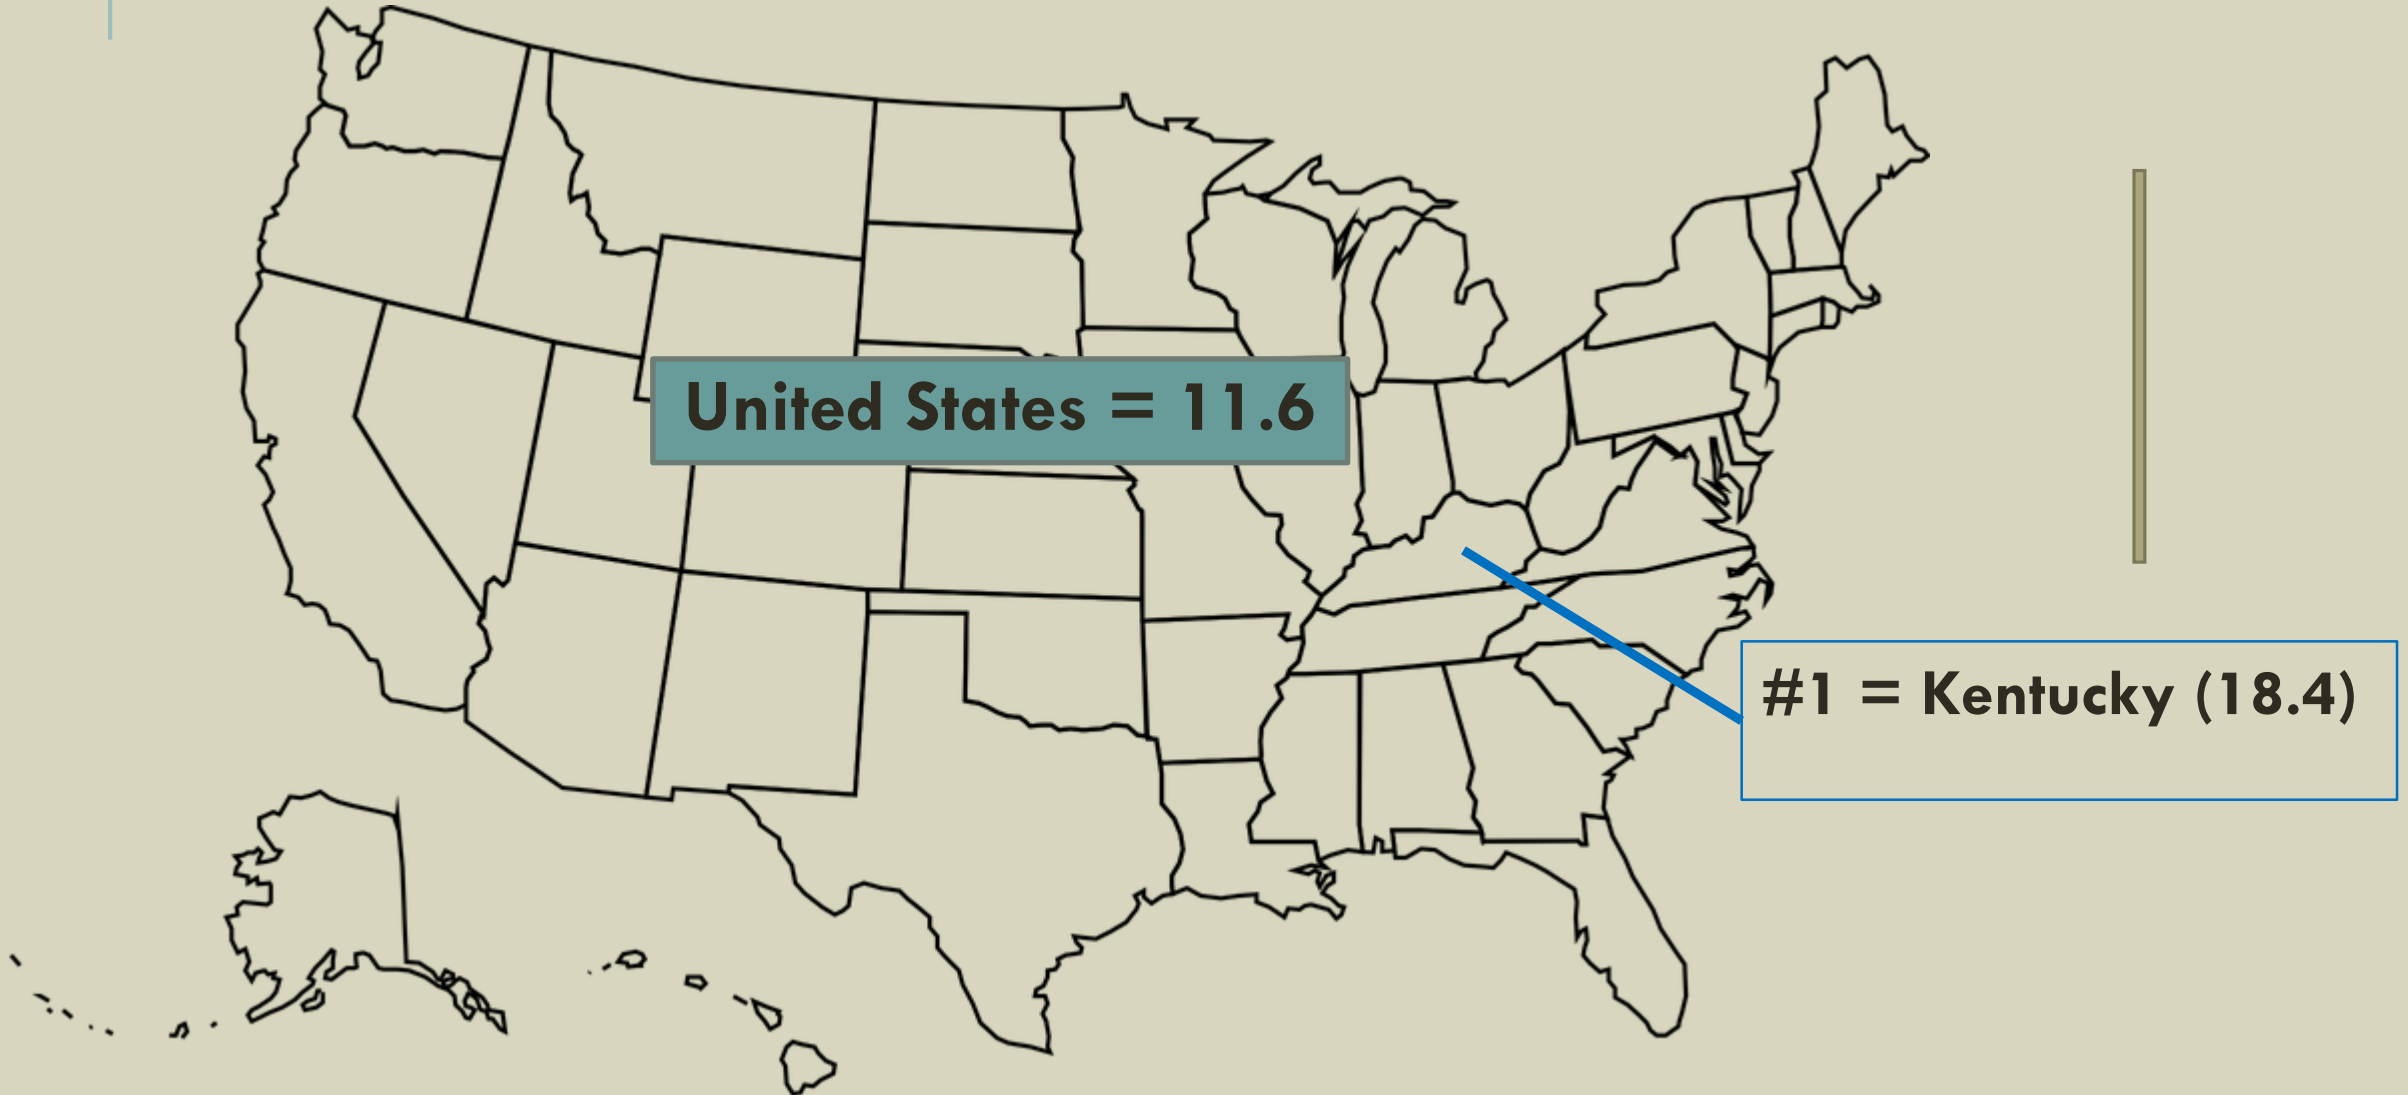 United States = 11.6
#1 = Kentucky (18.4)